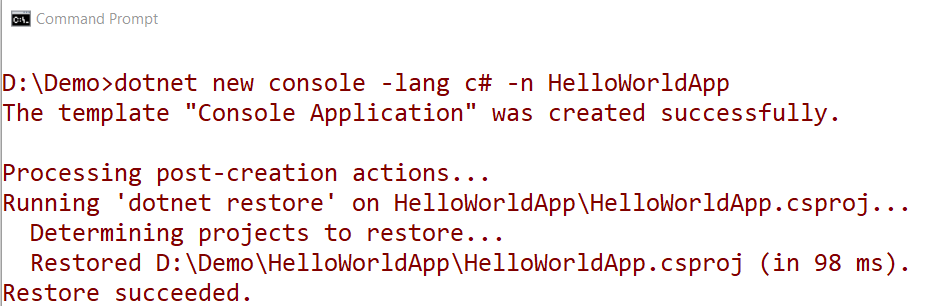 Command Prompt
D:\Demo>dotnet new console -lang c# -n HelloWorldApp
The template "Console Application" was created successfully.
Processing post-creation actions...
Running 'dotnet restore' on HelloWorldApp\HelloWorldApp.csproj...
Determining projects to restore...
Restored D:\Demo\HelloWorldApp\HelloWorldApp.csproj (in 98 ms).
Restore succeeded.